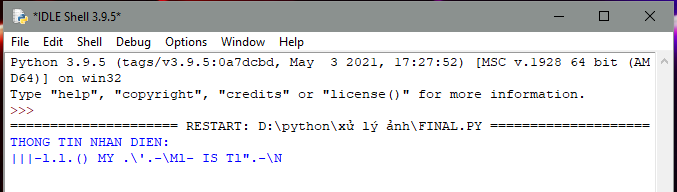 *IDLE Shell 3.9.5*
File Edit Shell Debug Options Window Help
Python 3.9.5 (tags/v3.9.5:0a7dcbd, May  3 2021, 17:27:52) [MSC v.1928 64 bit (AM
D64)] on win32
Type "help", "copyright", "credits" or "license()" for more information.
>>>
===================== RESTART: D:\python\xử lý ảnh\FINAL.PY ====================
THONG TIN NHAN DIEN:
|||-l.l.() MY .\'.-\Ml- IS Tl".-\N